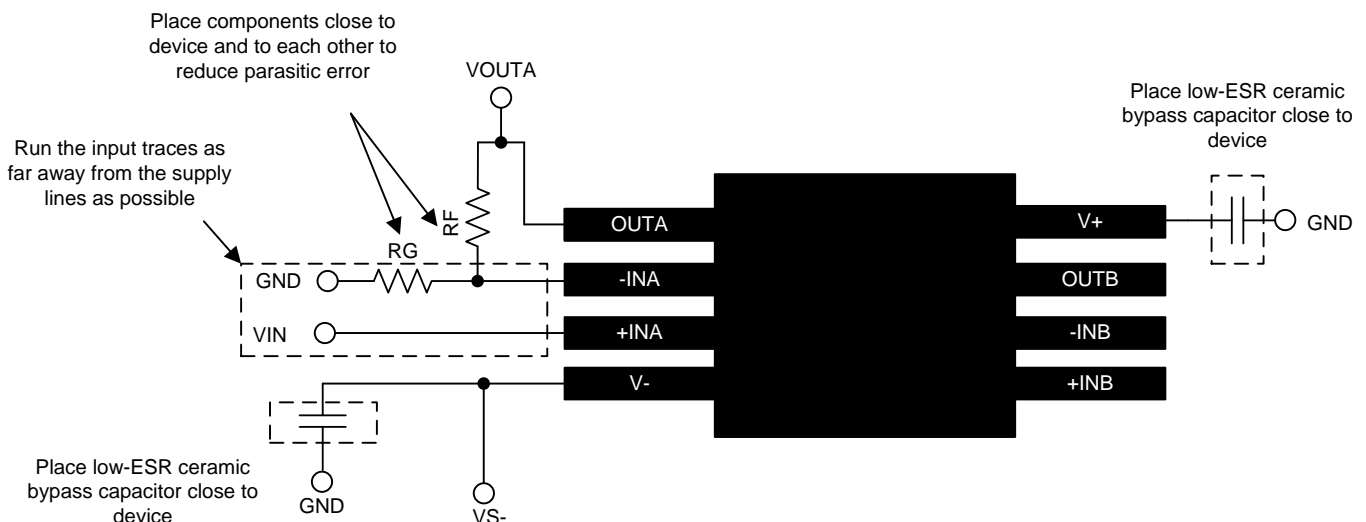 Place components close to
device and to each other to
reduce parasitic error
VOUTA
Place low-ESR ceramic
bypass capacitor close to
device
Run the input traces as
far away from the supply
lines as possible
RF
RG
OUTA
V+
GND
GND
-INA
OUTB
VIN
+INA
-INB
V-
+INB
Place low-ESR ceramic
bypass capacitor close to
device
GND
VS-